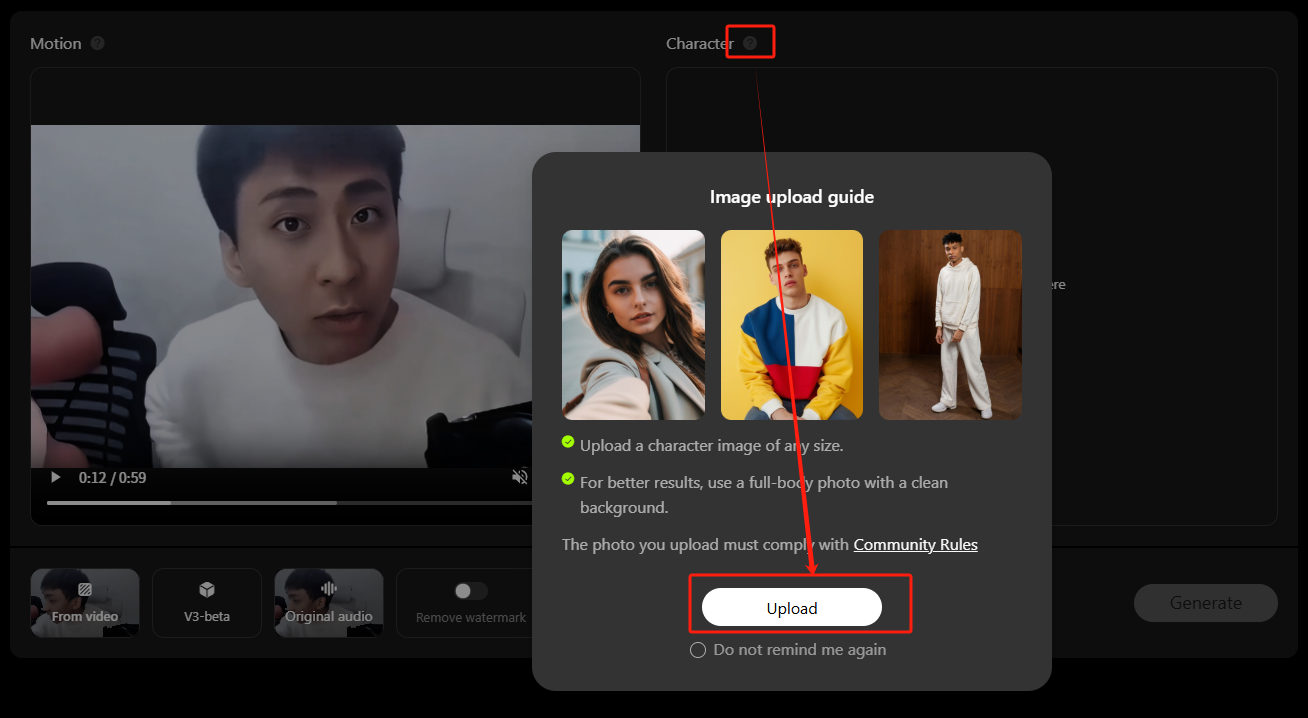 Motion ?
Character ?
Image upload guide
Upload a character image of any size.
For better results, use a full-body photo with a clean
background.
The photo you upload must comply with Community Rules
Upload
Do not remind me again
ere
0:12 / 0:59
From video
V3-beta
Original audio
Remove watermark
Generate